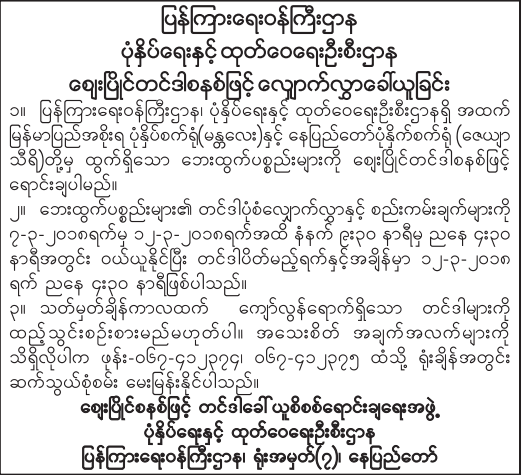 ပြန်ကြားရေးဝန်ကြီးဌာန
ပုံနှိပ်ရေးနှင့် ထုတ်ဝေရေးဦးစီးဌာန
ဈေးပြိုင်တင်ဒါစနစ်ဖြင့် လျှောက်လွှာခေါ်ယူခြင်း
၁။ ပြန်ကြားရေးဝန်ကြီးဌာန၊ ပုံနှိပ်ရေးနှင့် ထုတ်ဝေရေးဦးစီးဌာနရှိ အထက်
မြန်မာပြည်အစိုးရ ပုံနှိပ်စက်ရုံ(မန္တလေး)နှင့် နေပြည်တော်ပုံနှိပ်စက်ရုံ (ဇေယျာ
သီရိ)တို့မှ ထွက်ရှိသော ဘေးထွက်ပစ္စည်းများကို ဈေးပြိုင်တင်ဒါစနစ်ဖြင့်
ရောင်းချပါမည်။
၂။ ဘေးထွက်ပစ္စည်းများ၏ တင်ဒါပုံစံလျှောက်လွှာနှင့် စည်းကမ်းချက်များကို
၇-၃-၂၀၁၈ရက်မှ ၁၂-၃-၂၀၁၈ရက်အထိ နံနက် ၉း၃၀ နာရီမှ ညနေ ၄း၃၀
နာရီအတွင်း ဝယ်ယူနိုင်ပြီး တင်ဒါပိတ်မည့်ရက်နှင့်အချိန်မှာ ၁၂-၃-၂၀၁၈
ရက် ညနေ ၄း၃၀ နာရီဖြစ်ပါသည်။
၃။ သတ်မှတ်ချိန်ကာလထက် ကျော်လွန်ရောက်ရှိသော တင်ဒါများကို
ထည့်သွင်းစဉ်းစားမည်မဟုတ်ပါ။ အသေးစိတ် အချက်အလက်များကို
သိရှိလိုပါက ဖုန်း-၀၆၇-၄၁၂၃၇၄၊ ၀၆၇-၄၁၂၃၇၅ ထံသို့ ရုံးချိန်အတွင်း
ဆက်သွယ်စုံစမ်း မေးမြန်းနိုင်ပါသည်။
ဈေးပြိုင်စနစ်ဖြင့် တင်ဒါခေါ်ယူစိစစ်ရောင်းချရေးအဖွဲ့
ပုံနှိပ်ရေးနှင့် ထုတ်ဝေရေးဦးစီးဌာန
ပြန်ကြားရေးဝန်ကြီးဌာန၊ ရုံးအမှတ်(၇)၊ နေပြည်တော်